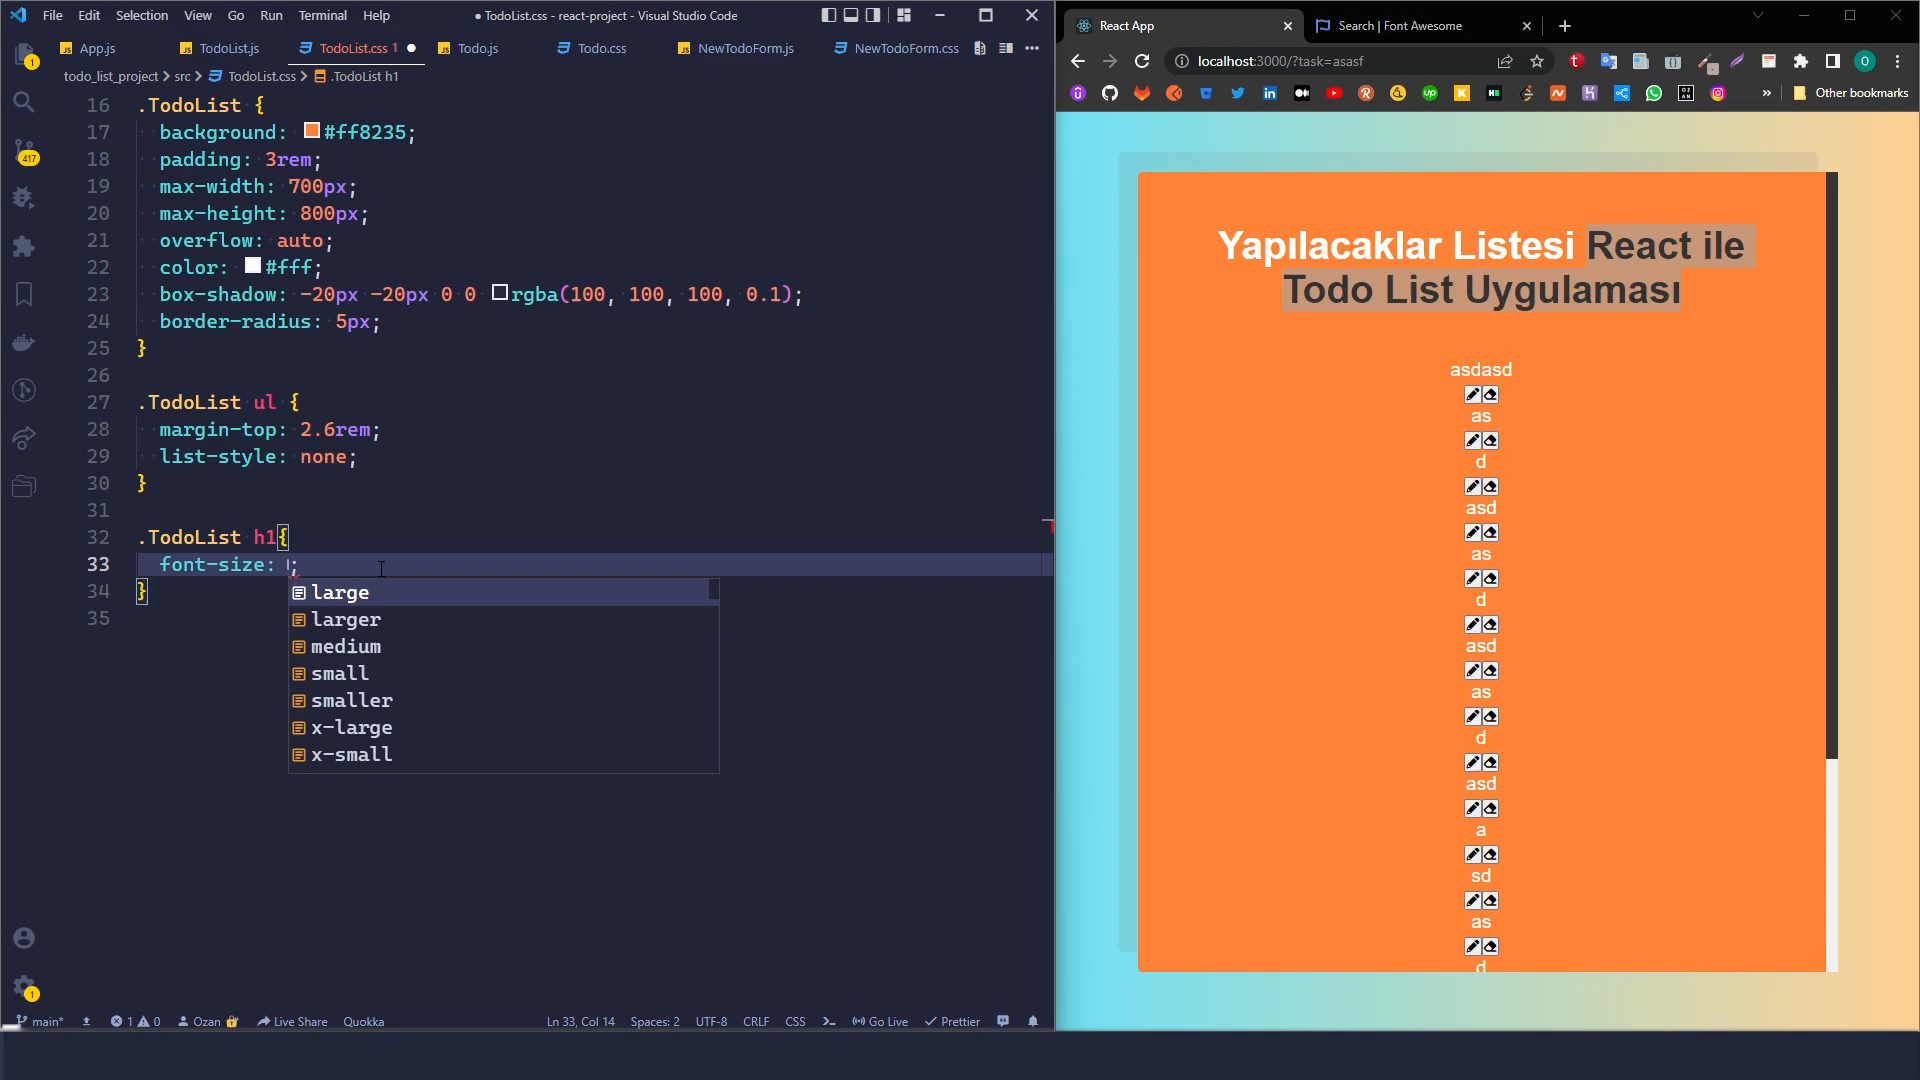 File Edit Selection View Go Run Terminal Help
● TodoList.css - react-project - Visual Studio Code
App.js TodoList.js TodoList.css 1 ● Todo.js Todo.css NewTodoForm.js NewTodoForm.css
todo_list_project > src > TodoList.css > .TodoList h1
16 .TodoList {
17 background: #ff8235;
18 padding: 3rem;
19 max-width: 700px;
20 max-height: 800px;
21 overflow: auto;
22 color: #fff;
23 box-shadow: -20px -20px 0 0 rgba(100, 100, 100, 0.1);
24 border-radius: 5px;
25 }
26
27 .TodoList ul {
28 margin-top: 2.6rem;
29 list-style: none;
30 }
31
32 .TodoList h1{
33 font-size: ;
34 }
35
large
larger
medium
small
smaller
x-large
x-small
1
417
1
main* 1 0 Ozan Live Share Quokka Ln 33, Col 14 Spaces: 2 UTF-8 CRLF CSS Go Live Prettier
React App Search | Font Awesome
localhost:3000/?task=asasf
Other bookmarks
Yapılacaklar Listesi React ile
Todo List Uygulaması
asdasd
as
d
asd
as
d
asd
as
d
asd
a
sd
as
d